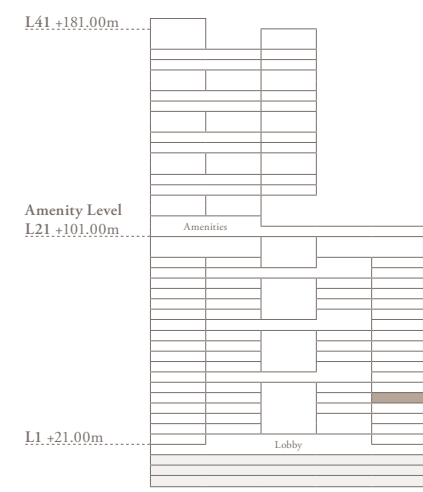 L41 +181.00m
Amenity Level
L21 +101.00m
Amenities
L1 +21.00m
Lobby